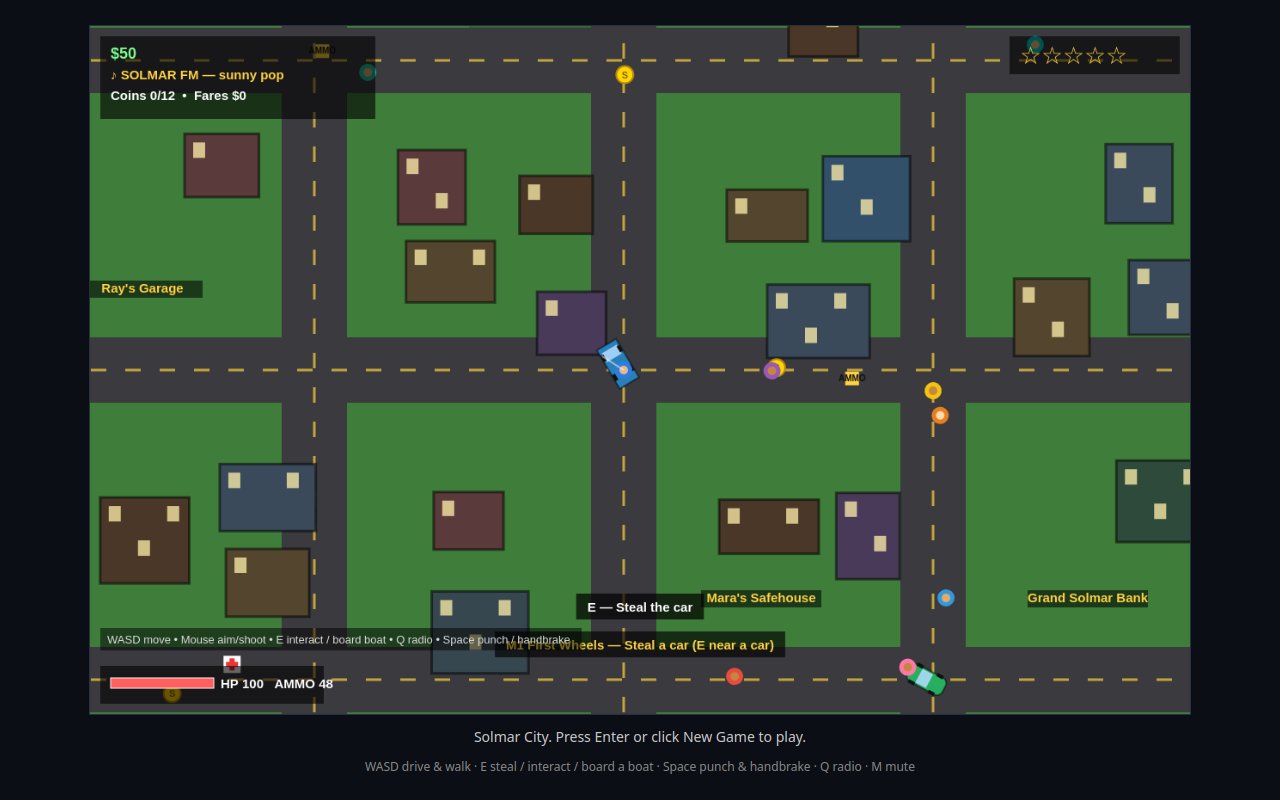 $50
♪ SOLMAR FM — sunny pop
Coins 0/12 • Fares $0
AMMO
☆☆☆☆☆
S
Ray's Garage
AMMO
E — Steal the car
Mara's Safehouse
Grand Solmar Bank
WASD move • Mouse aim/shoot • E interact / board boat • Q radio • Space punch / handbrake
M1 First Wheels — Steal a car (E near a car)
HP 100 AMMO 48
S
Solmar City. Press Enter or click New Game to play.
WASD drive & walk · E steal / interact / board a boat · Space punch & handbrake · Q radio · M mute